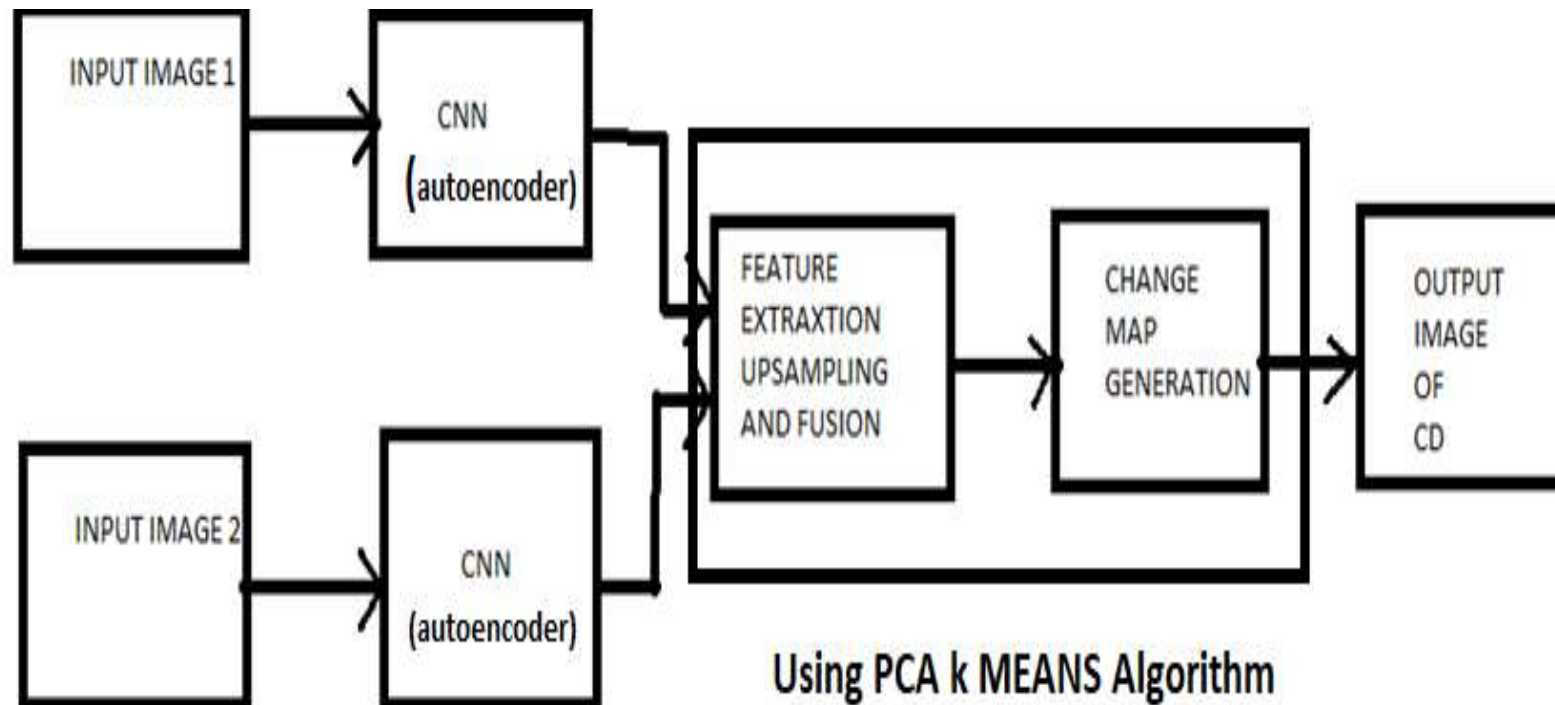 INPUT IMAGE 1
CNN
(autoencoder)
FEATURE
EXTRAXTION
UPSAMPLING
AND FUSION
CHANGE
MAP
GENERATION
OUTPUT
IMAGE
OF
CD
INPUT IMAGE 2
CNN
(autoencoder)
Using PCA k MEANS Algorithm